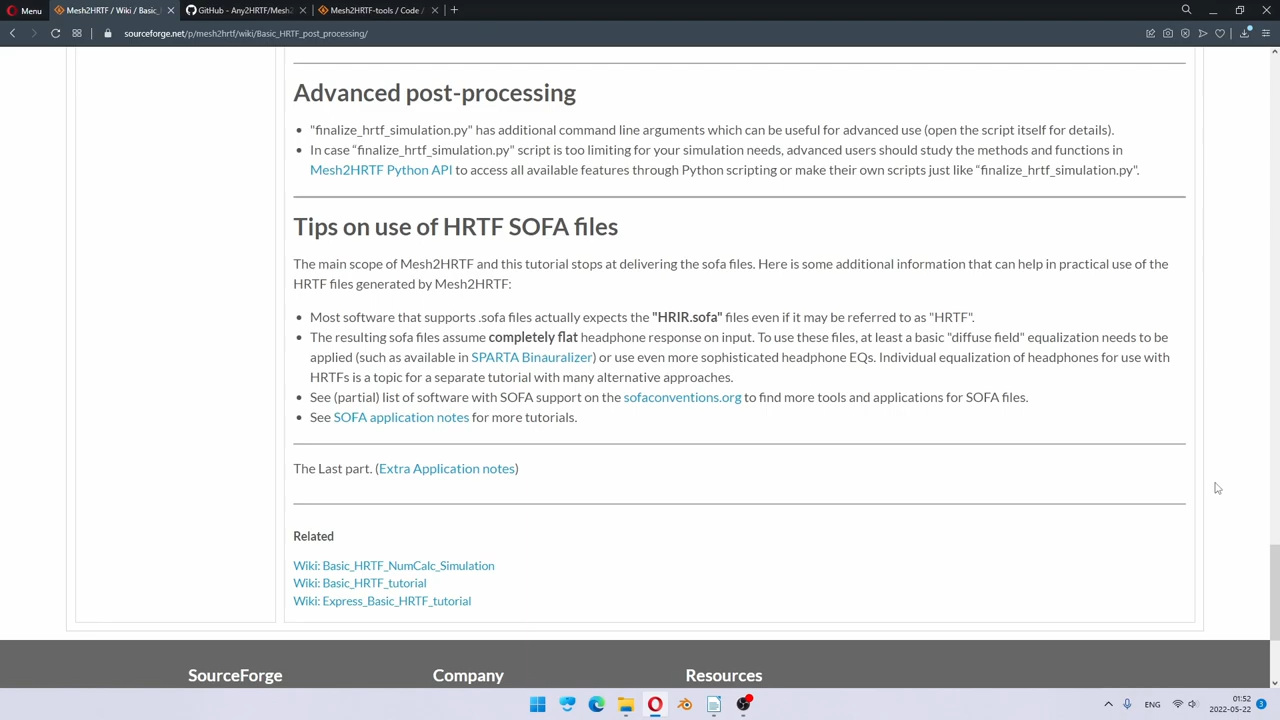 Menu
Mesh2HRTF / Wiki / Basic_
GitHub - Any2HRTF/Mesh2
Mesh2HRTF-tools / Code /
sourceforge.net/p/mesh2hrtf/wiki/Basic_HRTF_post_processing/
Advanced post-processing
"finalize_hrtf_simulation.py" has additional command line arguments which can be useful for advanced use (open the script itself for details).
In case “finalize_hrtf_simulation.py" script is too limiting for your simulation needs, advanced users should study the methods and functions in
Mesh2HRTF Python API to access all available features through Python scripting or make their own scripts just like “finalize_hrtf_simulation.py".
Tips on use of HRTF SOFA files
The main scope of Mesh2HRTF and this tutorial stops at delivering the sofa files. Here is some additional information that can help in practical use of the
HRTF files generated by Mesh2HRTF:
Most software that supports .sofa files actually expects the "HRIR.sofa" files even if it may be referred to as "HRTF".
The resulting sofa files assume completely flat headphone response on input. To use these files, at least a basic "diffuse field" equalization needs to be
applied (such as available in SPARTA Binauralizer) or use even more sophisticated headphone EQs. Individual equalization of headphones for use with
HRTFs is a topic for a separate tutorial with many alternative approaches.
See (partial) list of software with SOFA support on the sofaconventions.org to find more tools and applications for SOFA files.
See SOFA application notes for more tutorials.
The Last part. (Extra Application notes)
Related
Wiki: Basic_HRTF_NumCalc_Simulation
Wiki: Basic_HRTF_tutorial
Wiki: Express_Basic_HRTF_tutorial
SourceForge
Company
Resources
ENG
01:52
2022-05-22
3